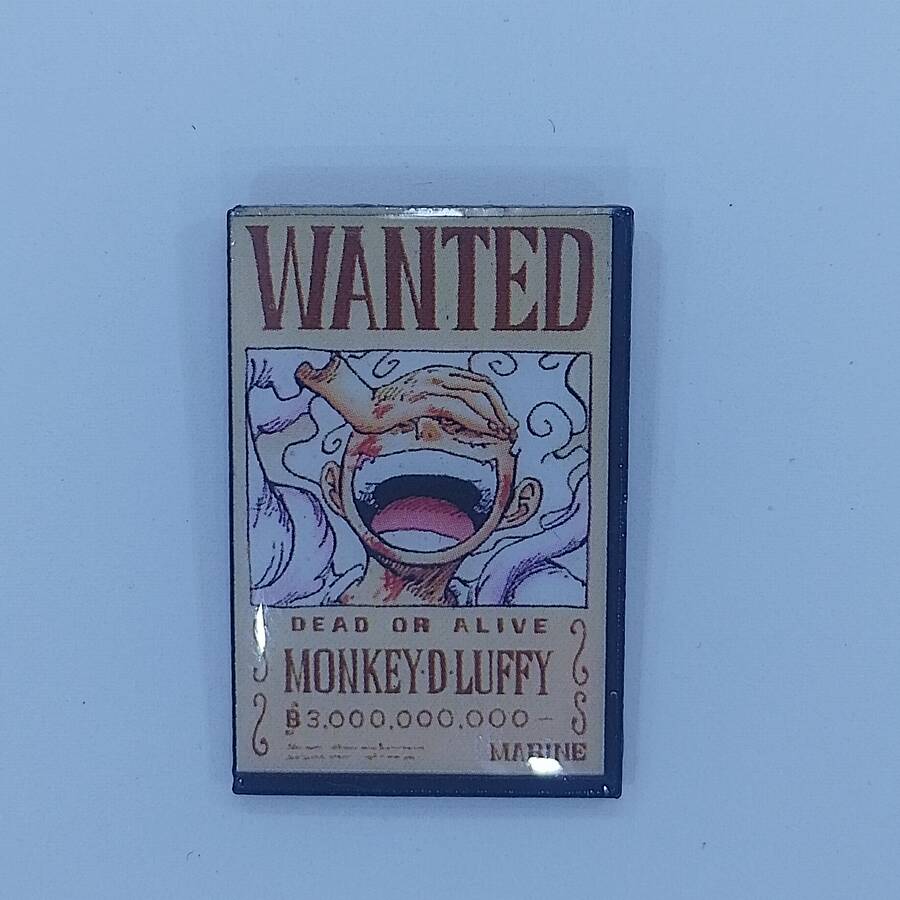 WANTED
DEAD OR ALIVE
MONKEY·D·LUFFY
฿3,000,000,000-
MARINE